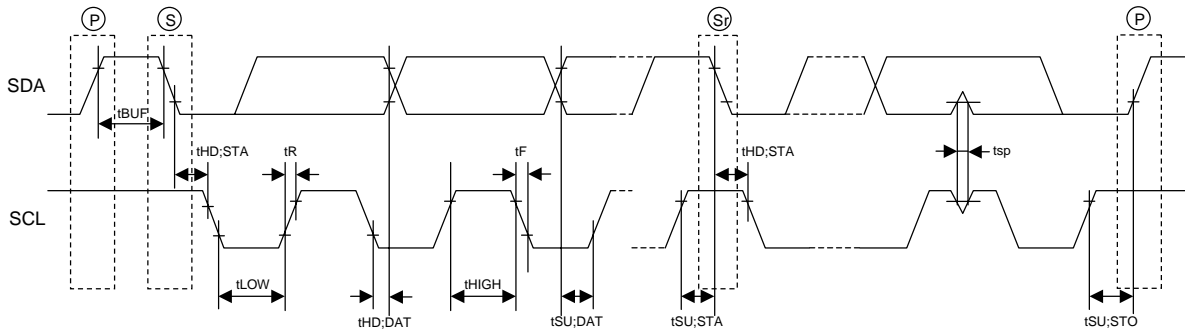 P
S
Sr
P
SDA
tBUF
tHD;STA
tR
tF
tHD;STA
tsp
SCL
tLOW
tHD;DAT
tHIGH
tSU;DAT
tSU;STA
tSU;STO